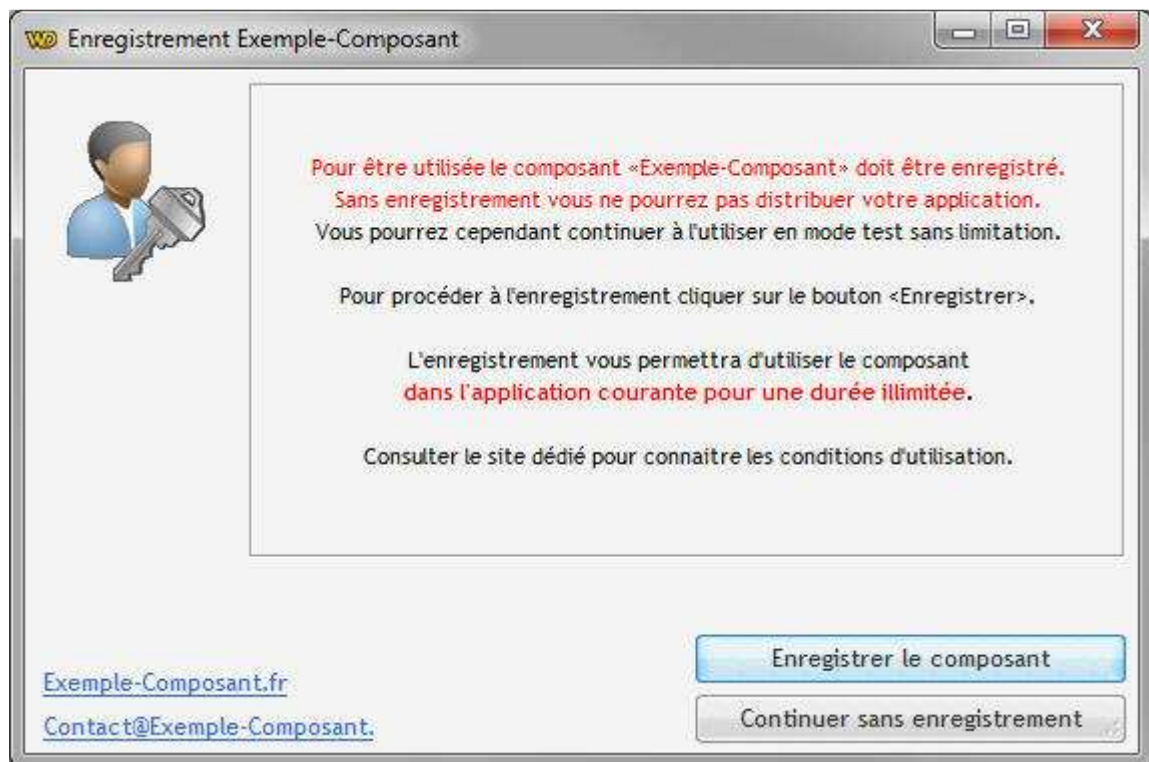 WD Enregistrement Exemple-Composant
Pour être utilisée le composant «Exemple-Composant» doit être enregistré.
Sans enregistrement vous ne pourrez pas distribuer votre application.
Vous pourrez cependant continuer à l'utiliser en mode test sans limitation.
Pour procéder à l'enregistrement cliquer sur le bouton <Enregistrer>.
L'enregistrement vous permettra d'utiliser le composant
dans l'application courante pour une durée illimitée.
Consulter le site dédié pour connaitre les conditions d'utilisation.
Enregistrer le composant
Exemple-Composant.fr
Continuer sans enregistrement
Contact@Exemple-Composant.